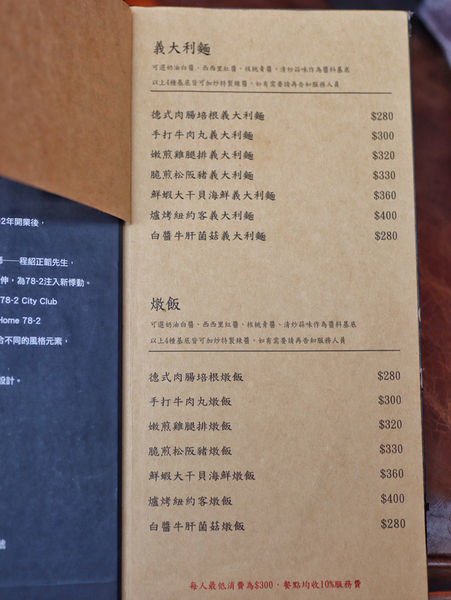 義大利麵
可選奶油白醬、西西里紅醬、核桃青醬、清炒蒜味作為醬料基底
以上4種基底皆可加炒特製辣醬,如有需要請再告知服務人員
德式肉腸培根義大利麵 $280
手打牛肉丸義大利麵 $300
嫩煎雞腿排義大利麵 $320
脆煎松阪豬義大利麵 $330
鮮蝦大干貝海鮮義大利麵 $360
爐烤紐約客義大利麵 $400
白醬牛肝菌菇義大利麵 $280
燉飯
可選奶油白醬、西西里紅醬、核桃青醬、清炒蒜味作為醬料基底
以上4種基底皆可加炒特製辣醬,如有需要請再告知服務人員
德式肉腸培根燉飯 $280
手打牛肉丸燉飯 $300
嫩煎雞腿排燉飯 $320
脆煎松阪豬燉飯 $330
鮮蝦大干貝海鮮燉飯 $360
爐烤紐約客燉飯 $400
白醬牛肝菌菇燉飯 $280
每人最低消費為$300,餐點均收10%服務費
2年開業後,
——程紹正韜先生,
伸,為78-2注入新悸動。
78-2 City Club
Home 78-2
合不同的風格元素,
設計。